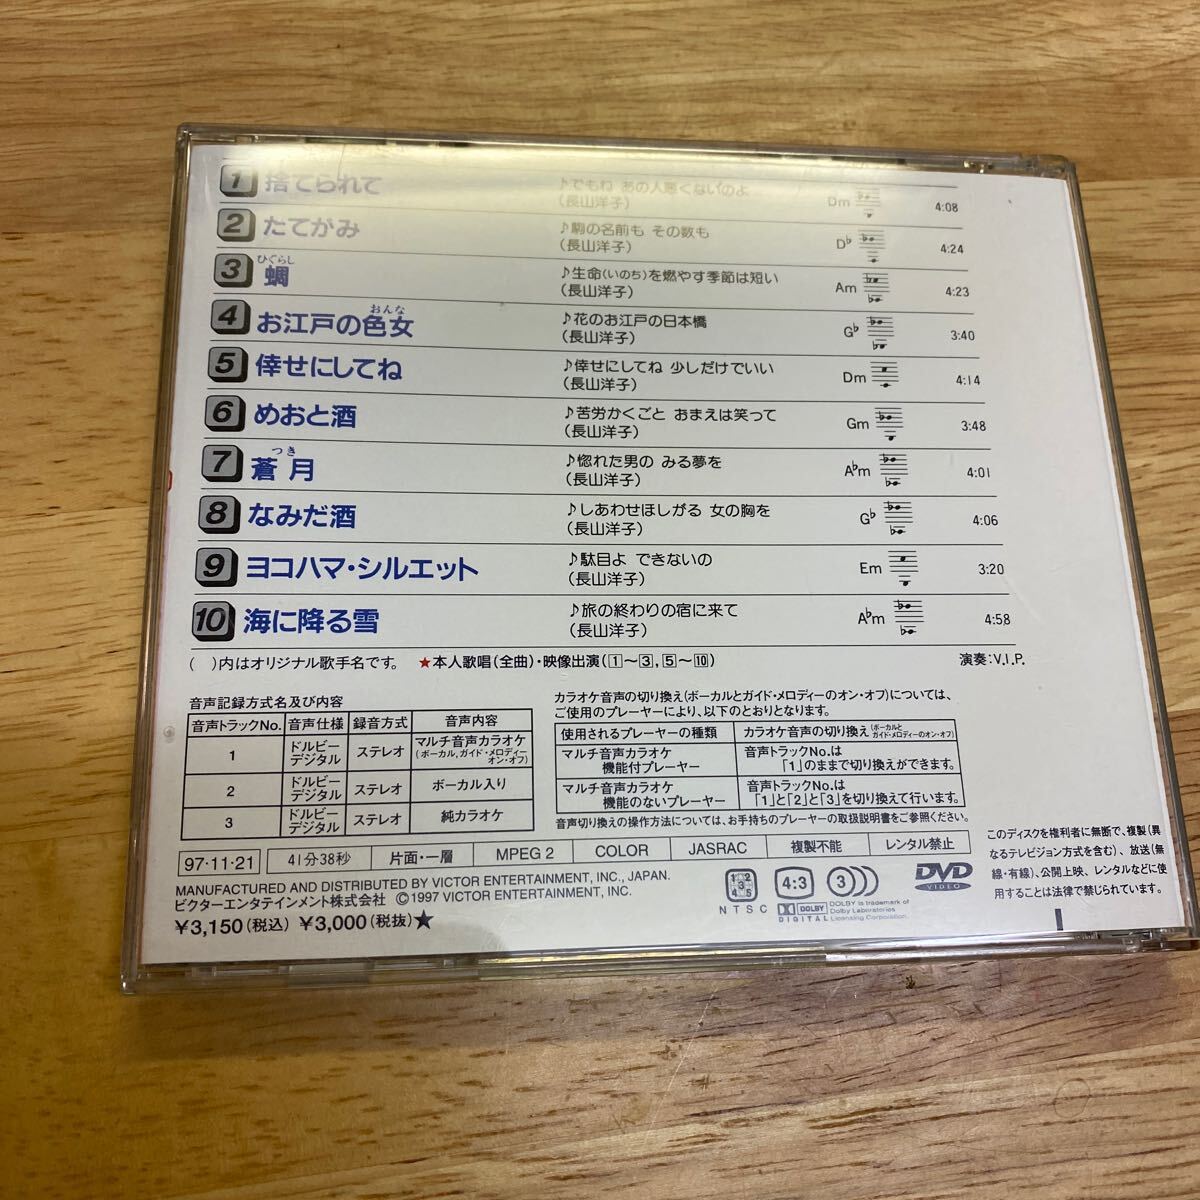 1 捨てられて ♪でもね あの人悪くないのよ (長山洋子) Dm 4:08
2 たてがみ ♪駒の名前も その数も (長山洋子) D♭ 4:24
ひぐらし
3 蜩 ♪生命(いのち)を燃やす季節は短い (長山洋子) Am 4:23
おんな
4 お江戸の色女 ♪花のお江戸の日本橋 (長山洋子) G♭ 3:40
5 倖せにしてね ♪倖せにしてね 少しだけでいい (長山洋子) Dm 4:14
6 めおと酒 ♪苦労かくごと おまえは笑って (長山洋子) Gm 3:48
つき
7 蒼月 ♪惚れた男の みる夢を (長山洋子) A♭m 4:01
8 なみだ酒 ♪しあわせほしがる 女の胸を (長山洋子) G♭ 4:06
9 ヨコハマ・シルエット ♪駄目よ できないの (長山洋子) Em 3:20
10 海に降る雪 ♪旅の終わりの宿に来て (長山洋子) A♭m 4:58
( )内はオリジナル歌手名です。 ★本人歌唱(全曲)・映像出演(1〜3,5〜10) 演奏:V.I.P.
音声記録方式名及び内容
音声トラックNo. 音声仕様 録音方式 音声内容
1 ドルビーデジタル ステレオ マルチ音声カラオケ(ボーカル,ガイド・メロディーオン・オフ)
2 ドルビーデジタル ステレオ ボーカル入り
3 ドルビーデジタル ステレオ 純カラオケ
カラオケ音声の切り換え(ボーカルとガイド・メロディーのオン・オフ)については、
ご使用のプレーヤーにより、以下のとおりとなります。
使用されるプレーヤーの種類 カラオケ音声の切り換え(ボーカルとガイド・メロディーのオン・オフ)
マルチ音声カラオケ機能付プレーヤー 音声トラックNo.は「1」のままで切り換えができます。
マルチ音声カラオケ機能のないプレーヤー 音声トラックNo.は「1」と「2」と「3」を切り換えて行います。
音声切り換えの操作方法については、お手持ちのプレーヤーの取扱説明書をご参照ください。
97・11・21 41分38秒 片面・一層 MPEG 2 COLOR JASRAC 複製不能 レンタル禁止
MANUFACTURED AND DISTRIBUTED BY VICTOR ENTERTAINMENT, INC., JAPAN.
ビクターエンタテインメント株式会社 ©1997 VICTOR ENTERTAINMENT, INC.
¥3,150(税込) ¥3,000(税抜)★
1 2 3 4 5
NTSC
4:3
3
DOLBY DIGITAL
DOLBY is trademark of
Dolby Laboratories
Licensing Corporation.
DVD VIDEO
このディスクを権利者に無断で、複製(異
なるテレビジョン方式を含む)、放送(無
線・有線)、公開上映、レンタルなどに使
用することは法律で禁じられています。